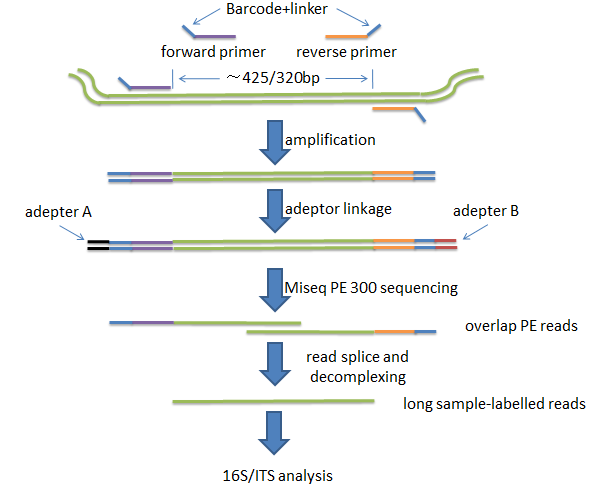 Barcode+linker
forward primer
reverse primer
～425/320bp
amplification
adeptor linkage
adepter A
adepter B
Miseq PE 300 sequencing
overlap PE reads
read splice and
decomplexing
long sample-labelled reads
16S/ITS analysis